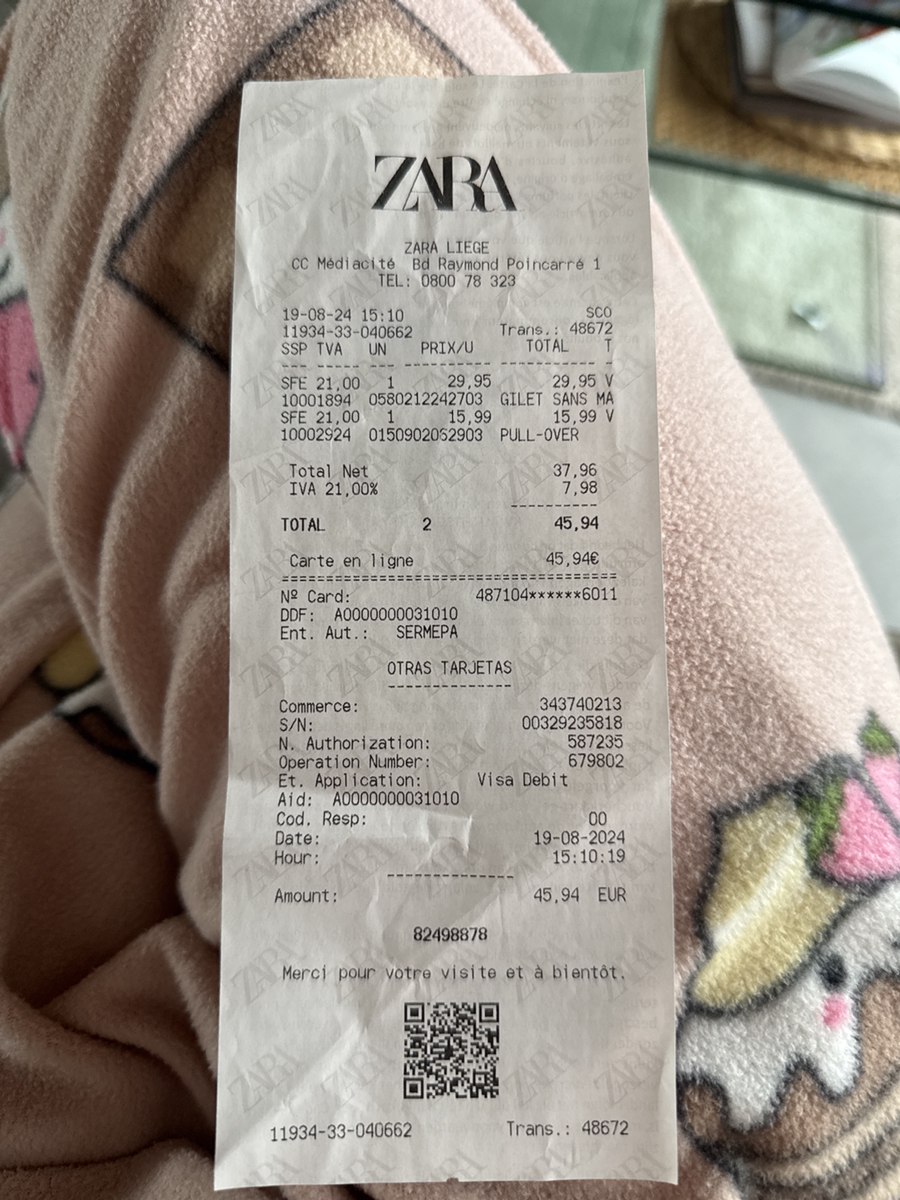 ZARA
ZARA LIEGE
CC Médiacité Bd Raymond Poincarré 1
TEL: 0800 78 323
19-08-24 15:10 SCO
11934-33-040662 Trans.: 48672
SSP TVA UN PRIX/U TOTAL T
--- --- --- ----------- ----------- -
SFE 21,00 1 29,95 29,95 V
10001894 0580212242703 GILET SANS MA
SFE 21,00 1 15,99 15,99 V
10002924 0150902052903 PULL-OVER
Total Net 37,96
IVA 21,00% 7,98
-----------
TOTAL 2 45,94
Carte en ligne 45,94€
==========================================
Nº Card: 487104******6011
DDF: A0000000031010
Ent. Aut.: SERMEPA
OTRAS TARJETAS
----------------
Commerce: 343740213
S/N: 00329235818
N. Authorization: 587235
Operation Number: 679802
Et. Application: Visa Debit
Aid: A0000000031010
Cod. Resp: 00
Date: 19-08-2024
Hour: 15:10:19
----------------
Amount: 45,94 EUR
82498878
Merci pour votre visite et à bientôt.
11934-33-040662 Trans.: 48672